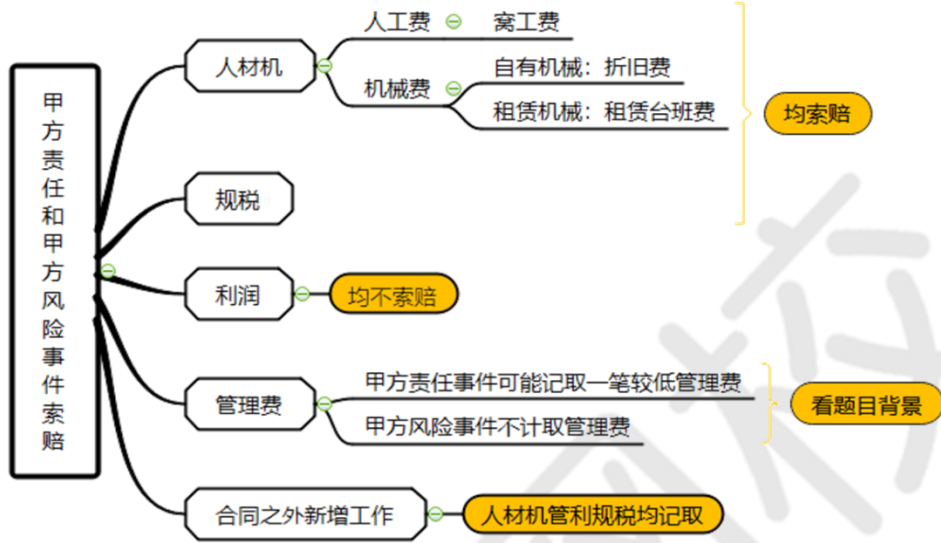 甲方责任和甲方风险事件索赔
人材机
人工费
窝工费
机械费
自有机械：折旧费
租赁机械：租赁台班费
均索赔
规税
利润
均不索赔
管理费
甲方责任事件可能记取一笔较低管理费
甲方风险事件不计取管理费
看题目背景
合同之外新增工作
人材机管利规税均记取